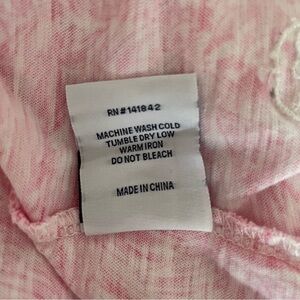 RN#141842
MACHINE WASH COLD
TUMBLE DRY LOW
WARM IRON
DO NOT BLEACH
MADE IN CHINA